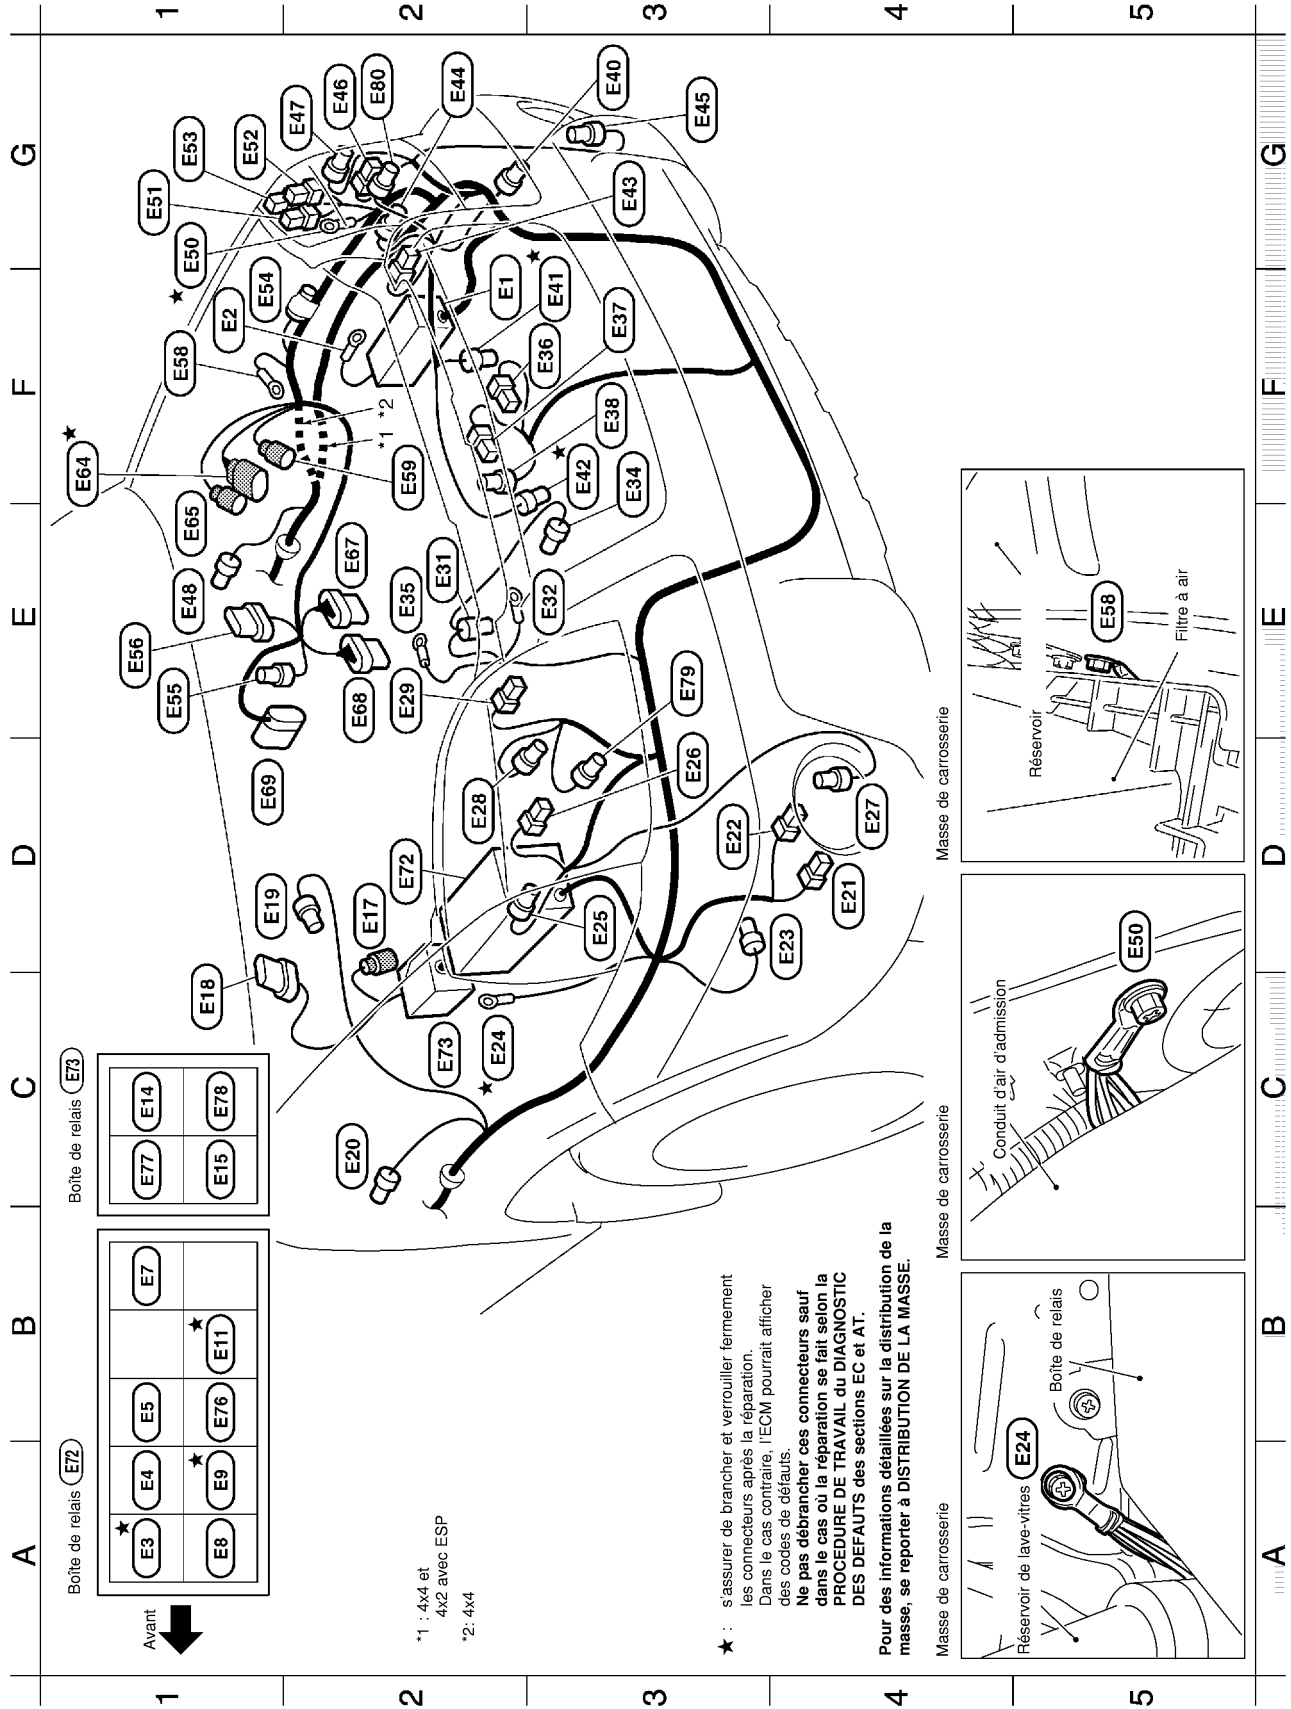 A
B
C
D
E
F
G
1
2
3
4
5
1
2
3
4
5
A
B
C
D
E
F
G
Avant
Boîte de relais E72
E3 ★
E4
E5
E7
E8
E9 ★
E76
E11 ★
Boîte de relais E73
E77
E14
E15
E78
*1 : 4x4 et
4x2 avec ESP
*2: 4x4
★ : s'assurer de brancher et verrouiller fermement
les connecteurs après la réparation.
Dans le cas contraire, l'ECM pourrait afficher
des codes de défauts.
Ne pas débrancher ces connecteurs sauf
dans le cas où la réparation se fait selon la
PROCEDURE DE TRAVAIL du DIAGNOSTIC
DES DEFAUTS des sections EC et AT.
Pour des informations détaillées sur la distribution de la
masse, se reporter à DISTRIBUTION DE LA MASSE.
E18
E19
E69
E55
E56
E48
E65
E64 ★
E58
E2
E54
E50 ★
E51
E53
E52
E47
E46
E80
E44
E40
E45
E43
E1
E41 ★
E37
E36
E38
E42 ★
E34
E59
*1
*2
E67
E68
E35
E31
E32
E29
E79
E26
E28
E72
E17
E73
E24 ★
E20
E25
E23
E22
E21
E27
Masse de carrosserie
Réservoir de lave-vitres
E24
Boîte de relais
Masse de carrosserie
Conduit d'air d'admission
E50
Masse de carrosserie
Réservoir
E58
Filtre à air